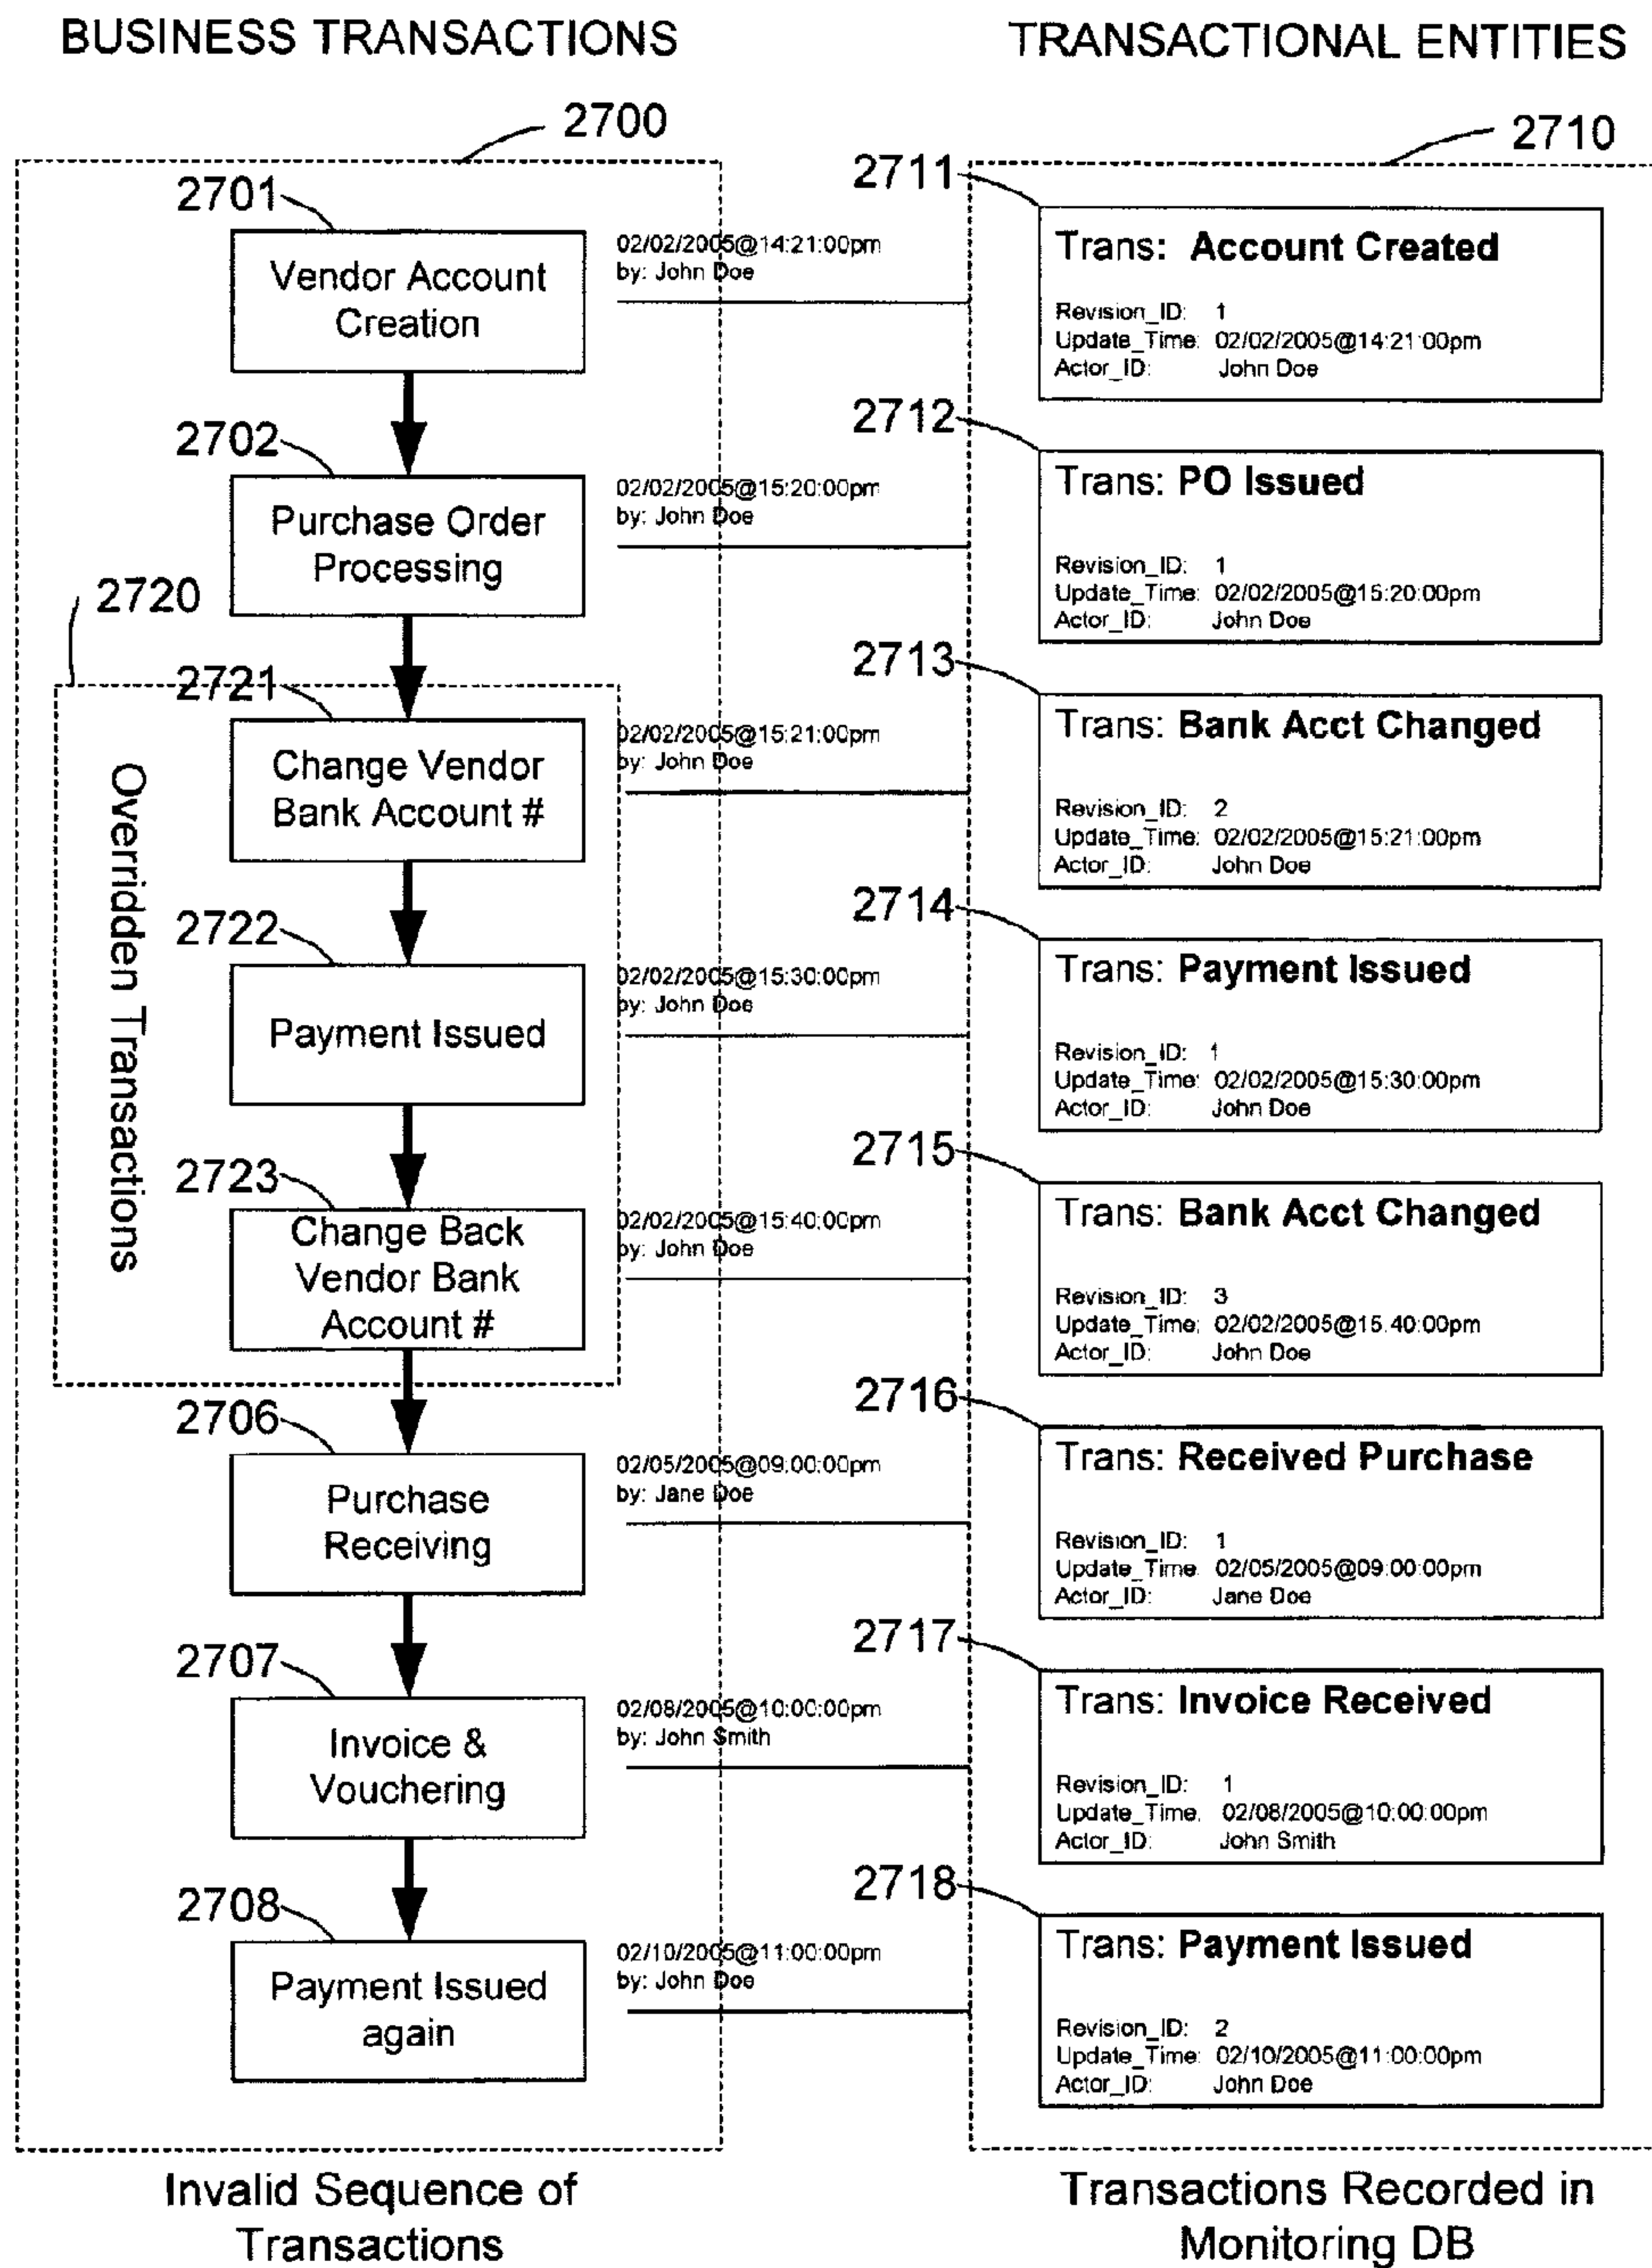 BUSINESS TRANSACTIONS
TRANSACTIONAL ENTITIES
2700
2710
2701
Vendor Account
Creation
02/02/2005@14:21:00pm
by: John Doe
2711
Trans: Account Created
Revision_ID: 1
Update_Time: 02/02/2005@14:21:00pm
Actor_ID: John Doe
2702
Purchase Order
Processing
02/02/2005@15:20:00pm
by: John Doe
2712
Trans: PO Issued
Revision_ID: 1
Update_Time: 02/02/2005@15:20:00pm
Actor_ID: John Doe
2720
Overridden Transactions
2721
Change Vendor
Bank Account #
02/02/2005@15:21:00pm
by: John Doe
2713
Trans: Bank Acct Changed
Revision_ID: 2
Update_Time: 02/02/2005@15:21:00pm
Actor_ID: John Doe
2722
Payment Issued
02/02/2005@15:30:00pm
by: John Doe
2714
Trans: Payment Issued
Revision_ID: 1
Update_Time: 02/02/2005@15:30:00pm
Actor_ID: John Doe
2723
Change Back
Vendor Bank
Account #
02/02/2005@15:40:00pm
by: John Doe
2715
Trans: Bank Acct Changed
Revision_ID: 3
Update_Time: 02/02/2005@15:40:00pm
Actor_ID: John Doe
2706
Purchase
Receiving
02/05/2005@09:00:00pm
by: Jane Doe
2716
Trans: Received Purchase
Revision_ID: 1
Update_Time: 02/05/2005@09:00:00pm
Actor_ID: Jane Doe
2707
Invoice &
Vouchering
02/08/2005@10:00:00pm
by: John Smith
2717
Trans: Invoice Received
Revision_ID: 1
Update_Time: 02/08/2005@10:00:00pm
Actor_ID: John Smith
2708
Payment Issued
again
02/10/2005@11:00:00pm
by: John Doe
2718
Trans: Payment Issued
Revision_ID: 2
Update_Time: 02/10/2005@11:00:00pm
Actor_ID: John Doe
Invalid Sequence of
Transactions
Transactions Recorded in
Monitoring DB